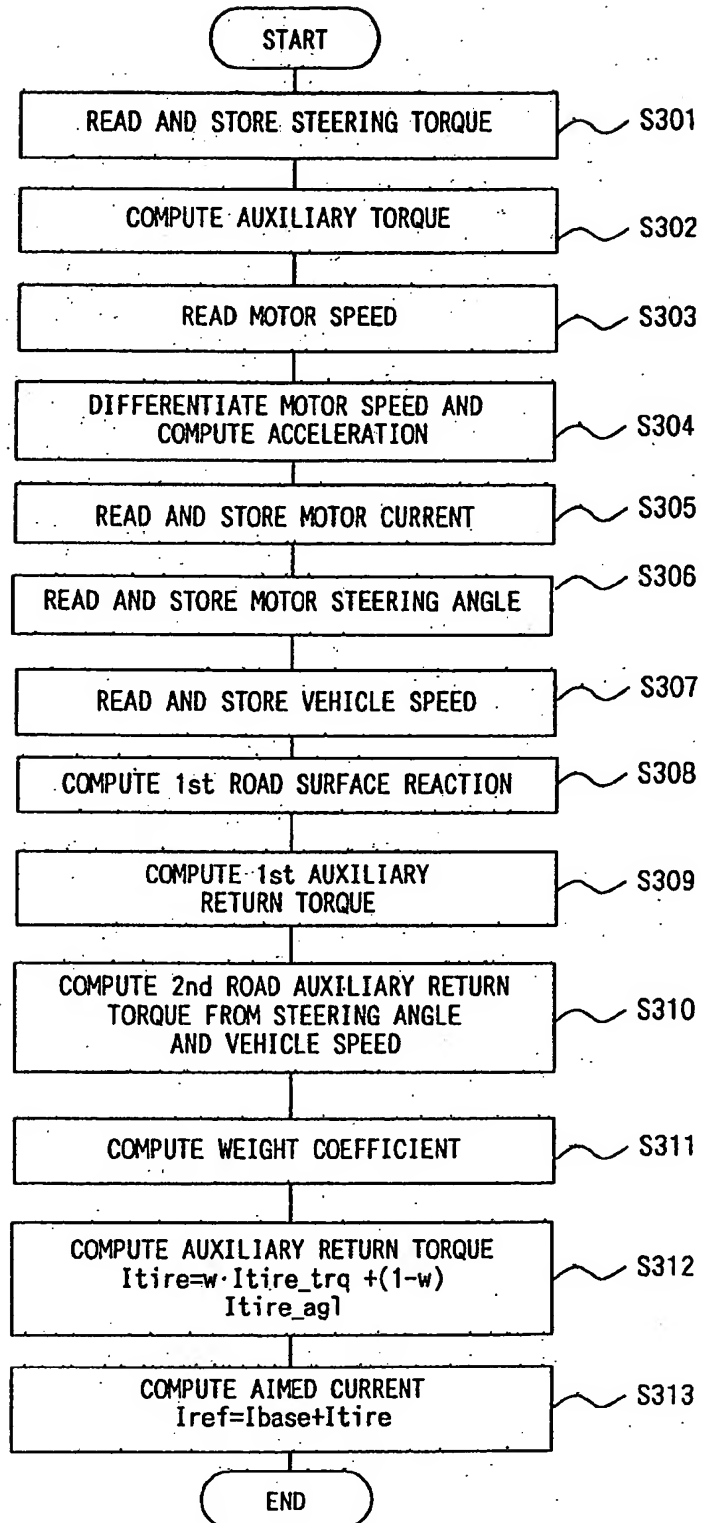 START
READ AND STORE STEERING TORQUE
S301
COMPUTE AUXILIARY TORQUE
S302
READ MOTOR SPEED
S303
DIFFERENTIATE MOTOR SPEED AND
COMPUTE ACCELERATION
S304
READ AND STORE MOTOR CURRENT
S305
READ AND STORE MOTOR STEERING ANGLE
S306
READ AND STORE VEHICLE SPEED
S307
COMPUTE 1st ROAD SURFACE REACTION
S308
COMPUTE 1st AUXILIARY
RETURN TORQUE
S309
COMPUTE 2nd ROAD AUXILIARY RETURN
TORQUE FROM STEERING ANGLE
AND VEHICLE SPEED
S310
COMPUTE WEIGHT COEFFICIENT
S311
COMPUTE AUXILIARY RETURN TORQUE
Itire=w·Itire_trq +(1-w)
Itire_agl
S312
COMPUTE AIMED CURRENT
Iref=Ibase+Itire
S313
END